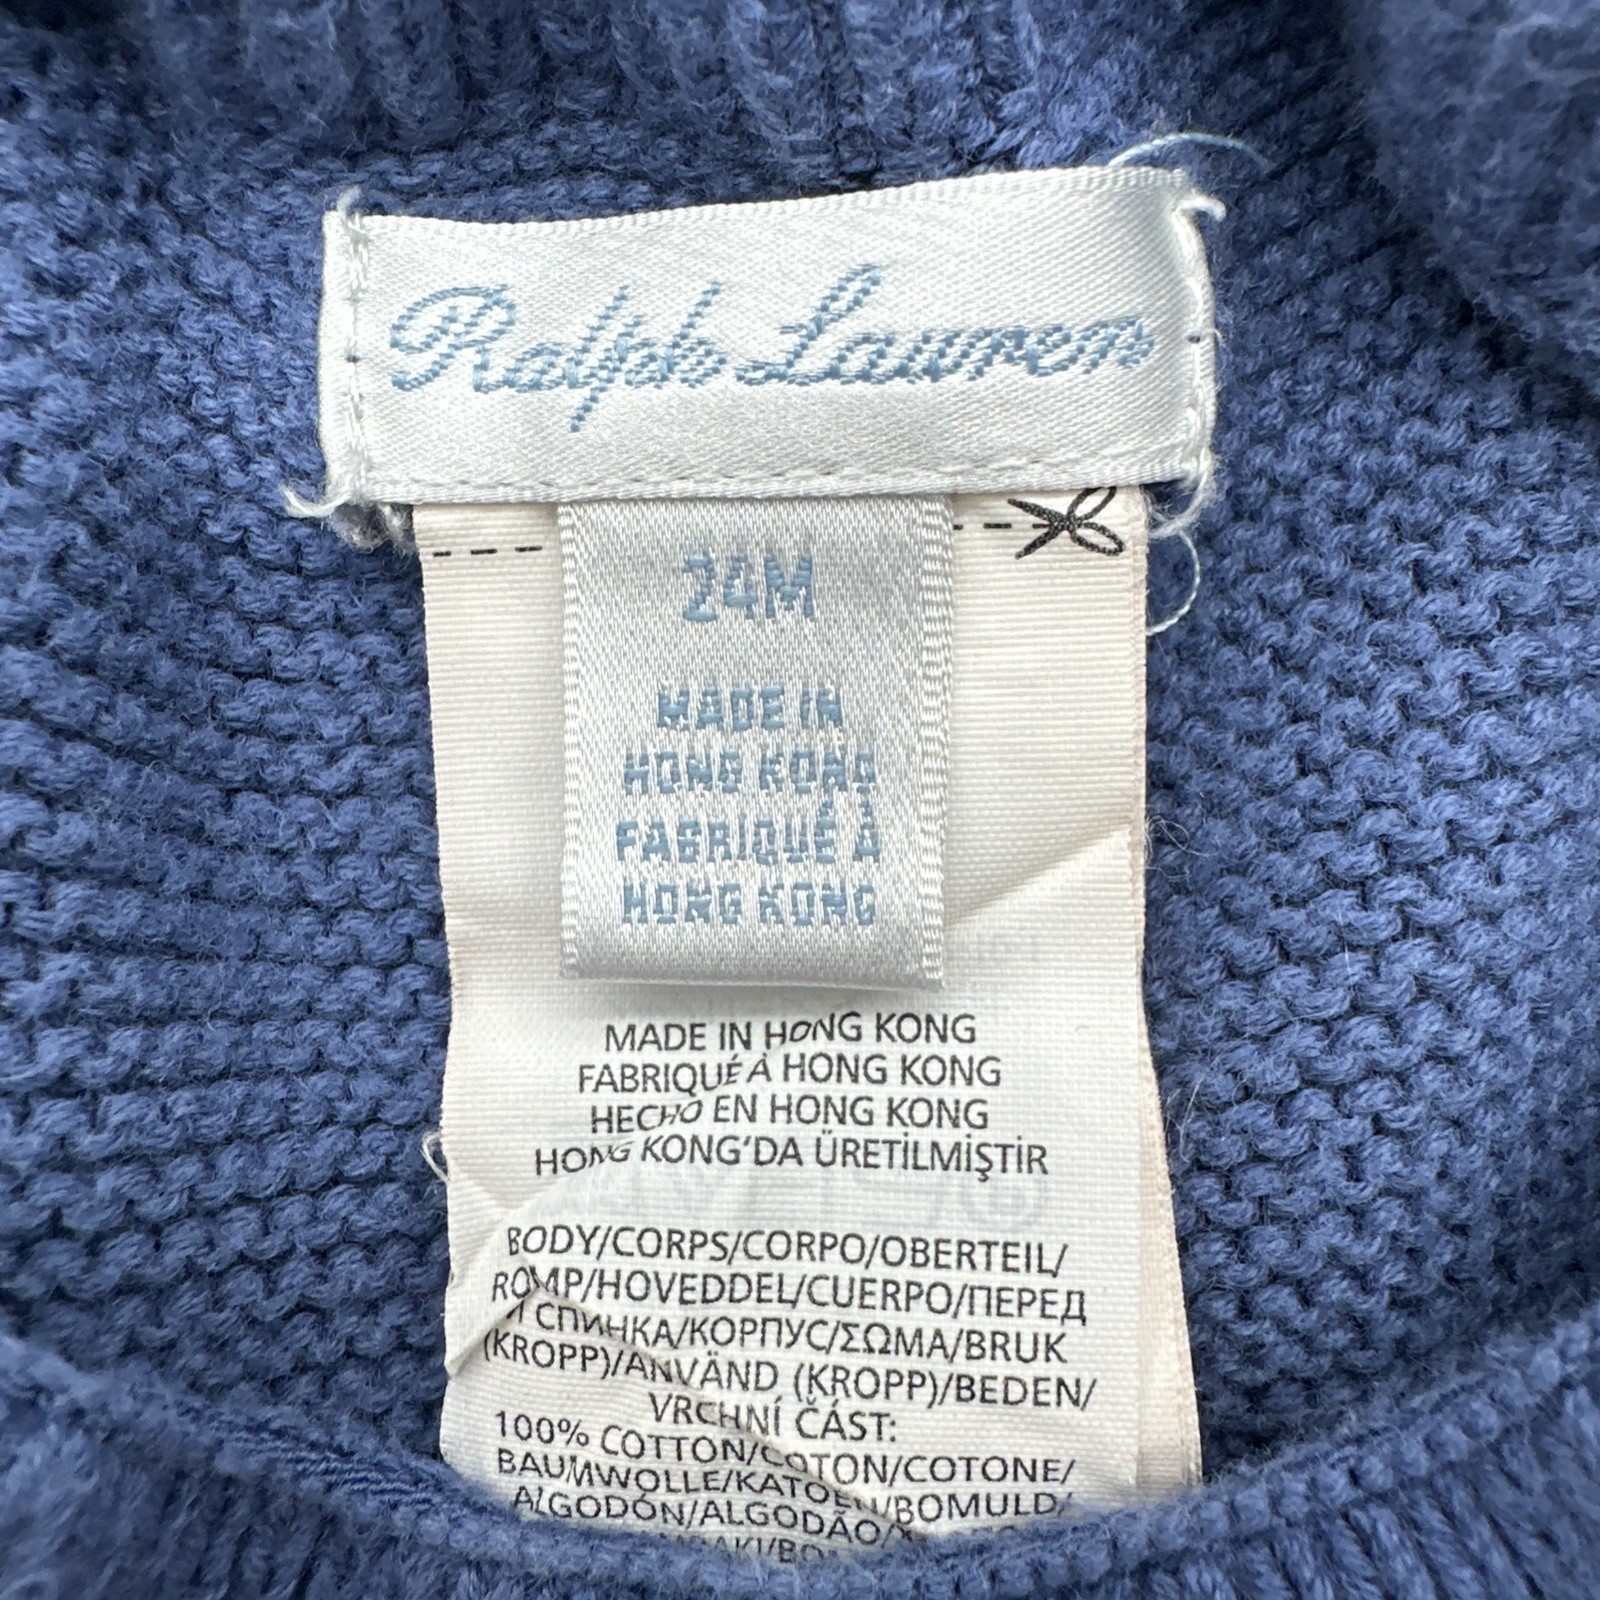 Ralph Lauren
24M
MADE IN
HONG KONG
FABRIQUÉ À
HONG KONG
MADE IN HONG KONG
FABRIQUÉ À HONG KONG
HECHO EN HONG KONG
HONG KONG'DA ÜRETİLMİŞTİR
BODY/CORPS/CORPO/OBERTEIL/
ROMP/HOVEDDEL/CUERPO/ПЕРЕД
И СПИНКА/КОРПУС/ΣΩΜΑ/BRUK
(KROPP)/ANVÄND (KROPP)/BEDEN/
VRCHNÍ ČÁST:
100% COTTON/COTON/COTONE/
BAUMWOLLE/KATOEN/BOMULD/
ALGODÓN/ALGODÃO/